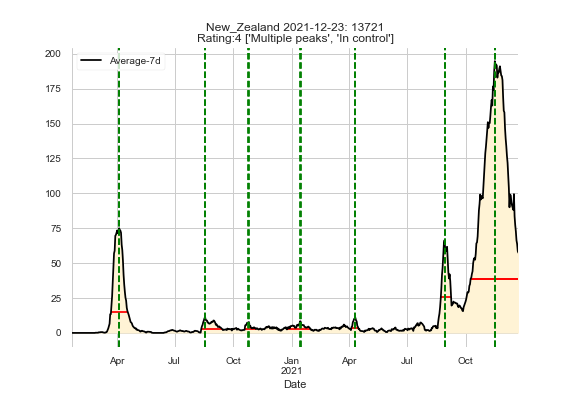 New_Zealand 2021-12-23: 13721
Rating:4 ['Multiple peaks', 'In control']
Average-7d
200
175
150
125
100
75
50
25
0
Apr Jul Oct Jan Apr Jul Oct
2021
Date